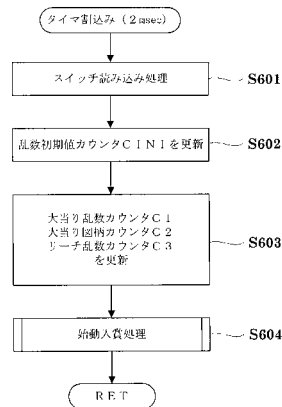 タイマ割込み(2msec)
スイッチ読み込み処理
S601
乱数初期値カウンタCINIを更新
S602
大当り乱数カウンタC1
大当り図柄カウンタC2
リーチ乱数カウンタC3
を更新
S603
始動入賞処理
S604
RET